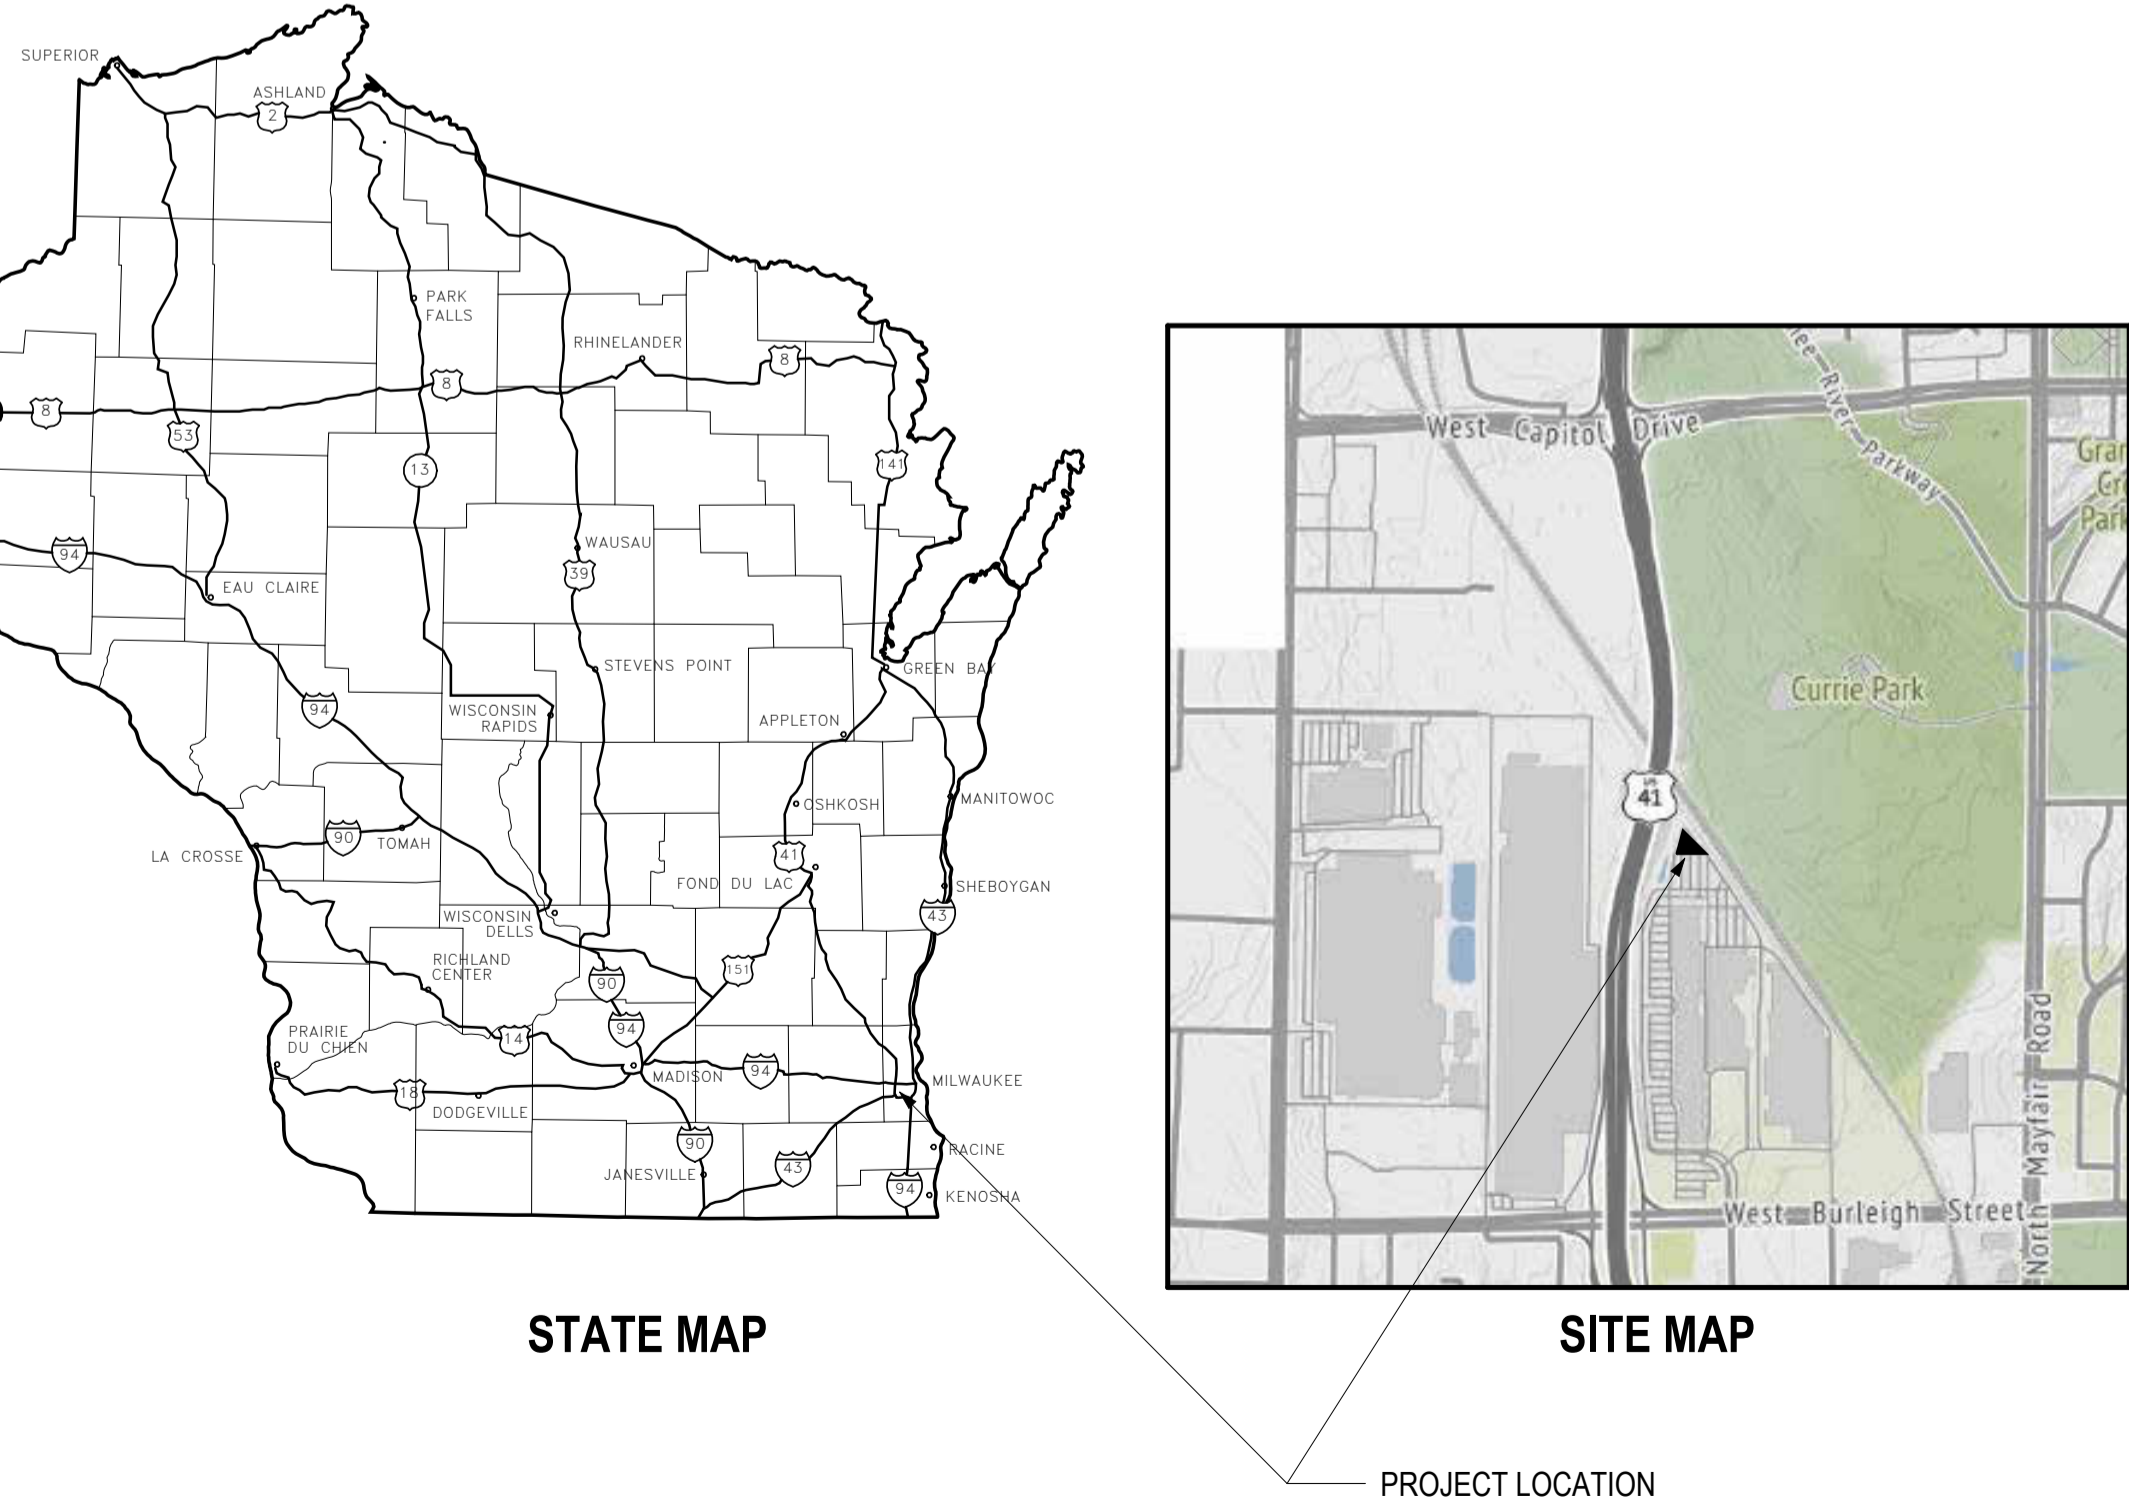 SUPERIOR
ASHLAND
2
PARK
FALLS
RHINELANDER
8
8
8
53
13
141
WAUSAU
94
39
EAU CLAIRE
STEVENS POINT
GREEN BAY
94
WISCONSIN
RAPIDS
APPLETON
OSHKOSH
MANITOWOC
90
TOMAH
LA CROSSE
41
FOND DU LAC
SHEBOYGAN
43
WISCONSIN
DELLS
RICHLAND
CENTER
151
90
94
PRAIRIE
DU CHIEN
14
MADISON
94
MILWAUKEE
18
DODGEVILLE
90
RACINE
JANESVILLE
43
94
KENOSHA
STATE MAP
River Parkway
West Capitol Drive
Park
Currie Park
US
41
North Mayfair Road
West Burleigh Street
SITE MAP
PROJECT LOCATION